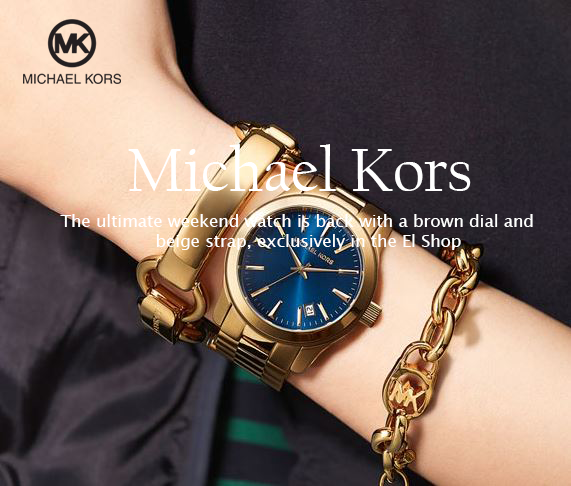 MK
MICHAEL KORS
Michael Kors
The ultimate weekend watch is back with a brown dial and
beige strap, exclusively in the El Shop
MICHAEL KORS
MK